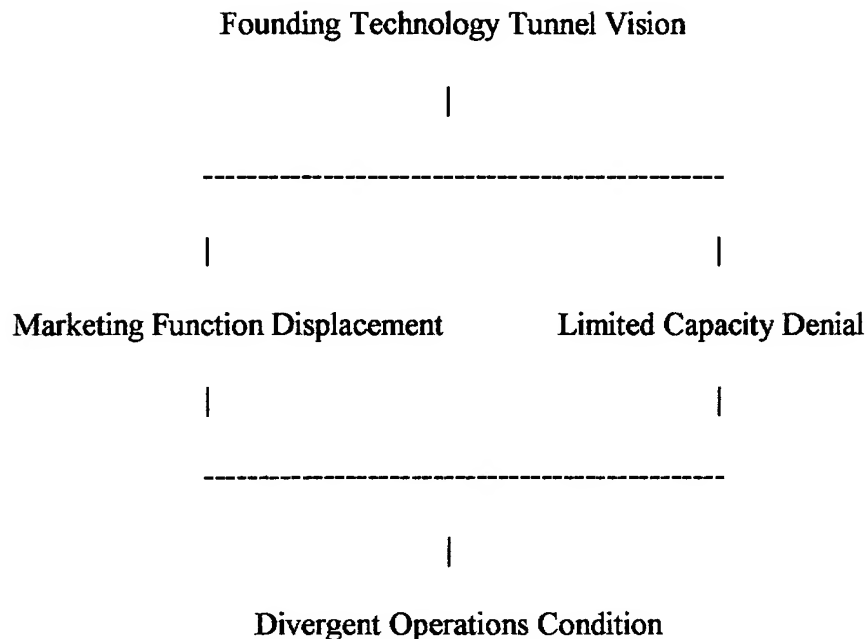 Founding Technology Tunnel Vision
Marketing Function Displacement Limited Capacity Denial
Divergent Operations Condition